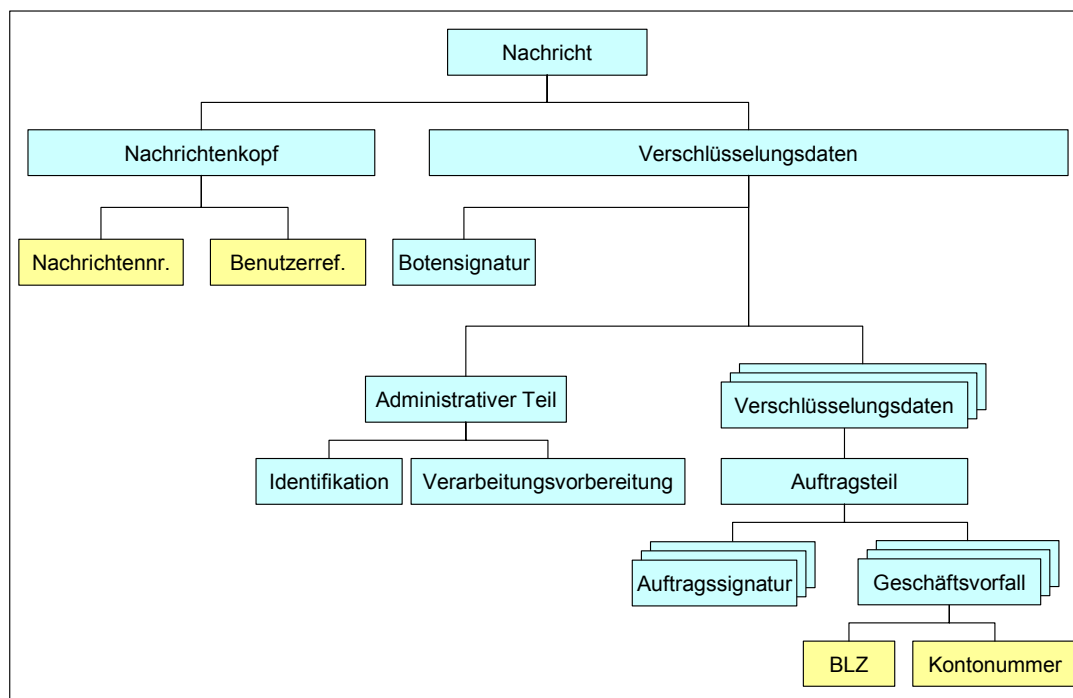 Nachricht
Nachrichtenkopf
Verschlüsselungsdaten
Nachrichtennr.
Benutzerref.
Botensignatur
Administrativer Teil
Verschlüsselungsdaten
Identifikation
Verarbeitungsvorbereitung
Auftragsteil
Auftragssignatur
Geschäftsvorfall
BLZ
Kontonummer